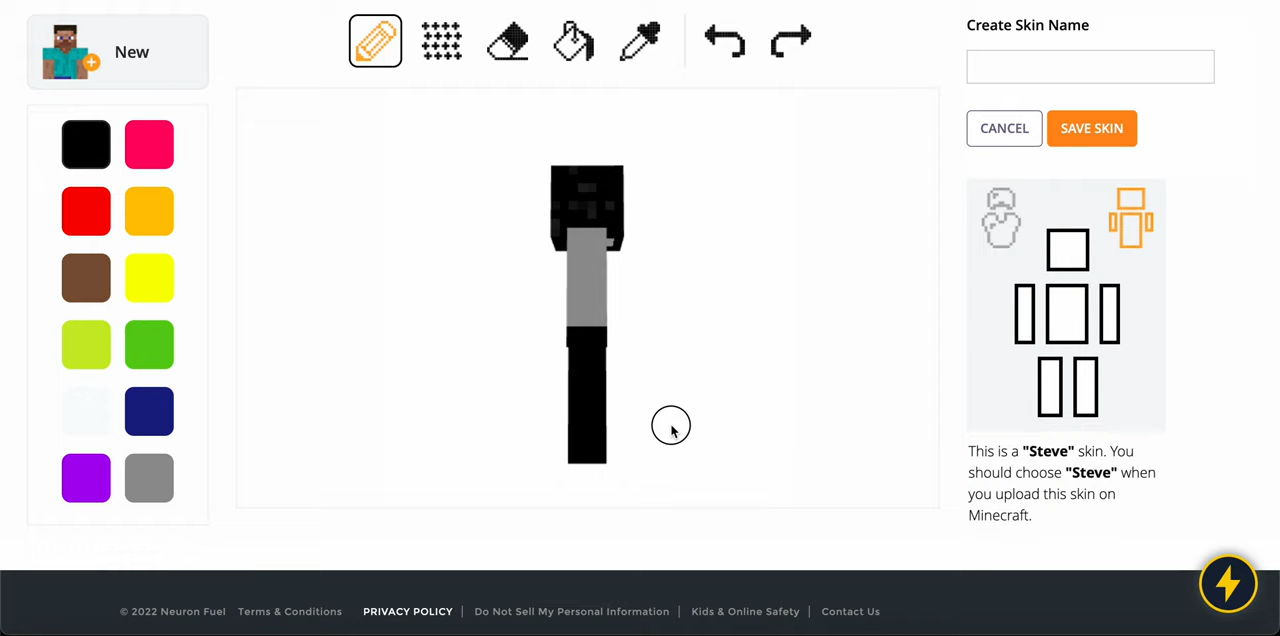 New
Create Skin Name
CANCEL
SAVE SKIN
This is a "Steve" skin. You
should choose "Steve" when
you upload this skin on
Minecraft.
© 2022 Neuron Fuel Terms & Conditions PRIVACY POLICY | Do Not Sell My Personal Information | Kids & Online Safety | Contact Us